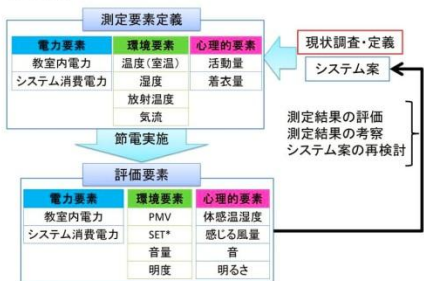 測定要素定義
電力要素 環境要素 心理的要素
教室内電力 温度(室温) 活動量
システム消費電力 湿度 着衣量
放射温度
気流
現状調査・定義
システム案
節電実施
測定結果の評価
測定結果の考察
システム案の再検討
評価要素
電力要素 環境要素 心理的要素
教室内電力 PMV 体感温湿度
システム消費電力 SET* 感じる風量
音量 音
明度 明るさ